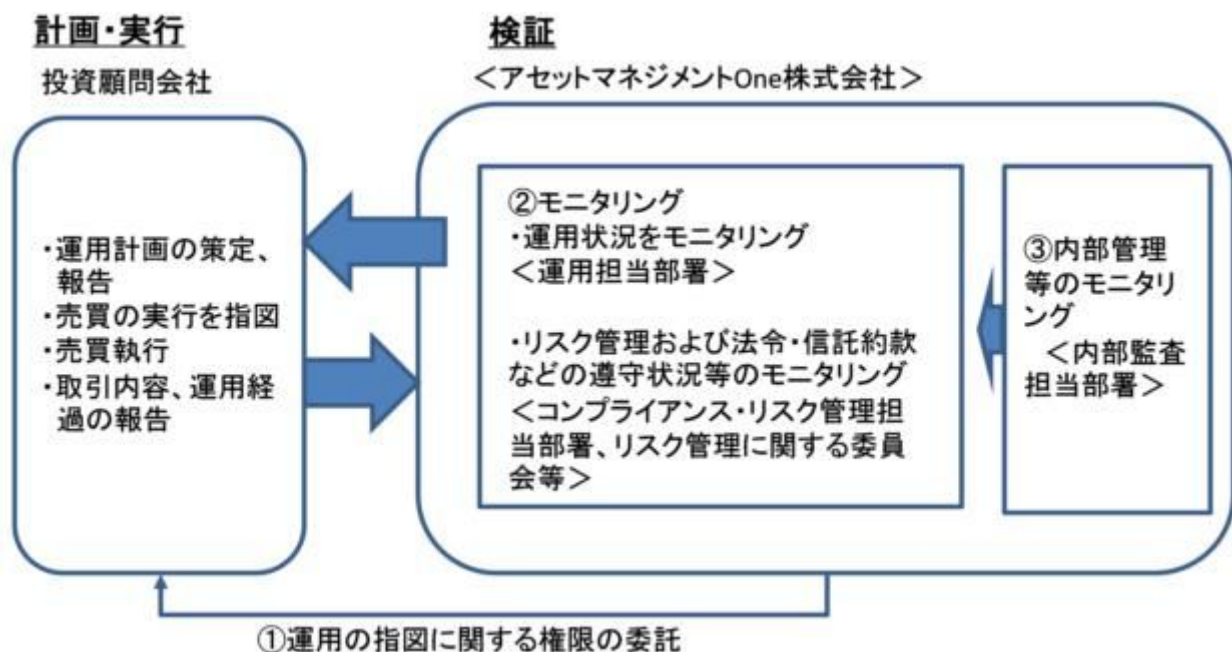 計画・実行
投資顧問会社
・運用計画の策定、
報告
・売買の実行を指図
・売買執行
・取引内容、運用経
過の報告
検証
＜アセットマネジメントOne株式会社＞
②モニタリング
・運用状況をモニタリング
＜運用担当部署＞
・リスク管理および法令・信託約款
などの遵守状況等のモニタリング
＜コンプライアンス・リスク管理担
当部署、リスク管理に関する委員
会等＞
③内部管理
等のモニタリ
ング
＜内部監査
担当部署＞
①運用の指図に関する権限の委託